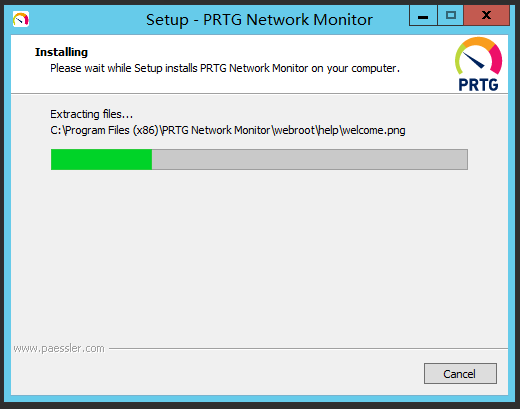 Setup - PRTG Network Monitor
Installing
Please wait while Setup installs PRTG Network Monitor on your computer.
PRTG
Extracting files...
C:\Program Files (x86)\PRTG Network Monitor\webroot\help\welcome.png
www.paessler.com
Cancel